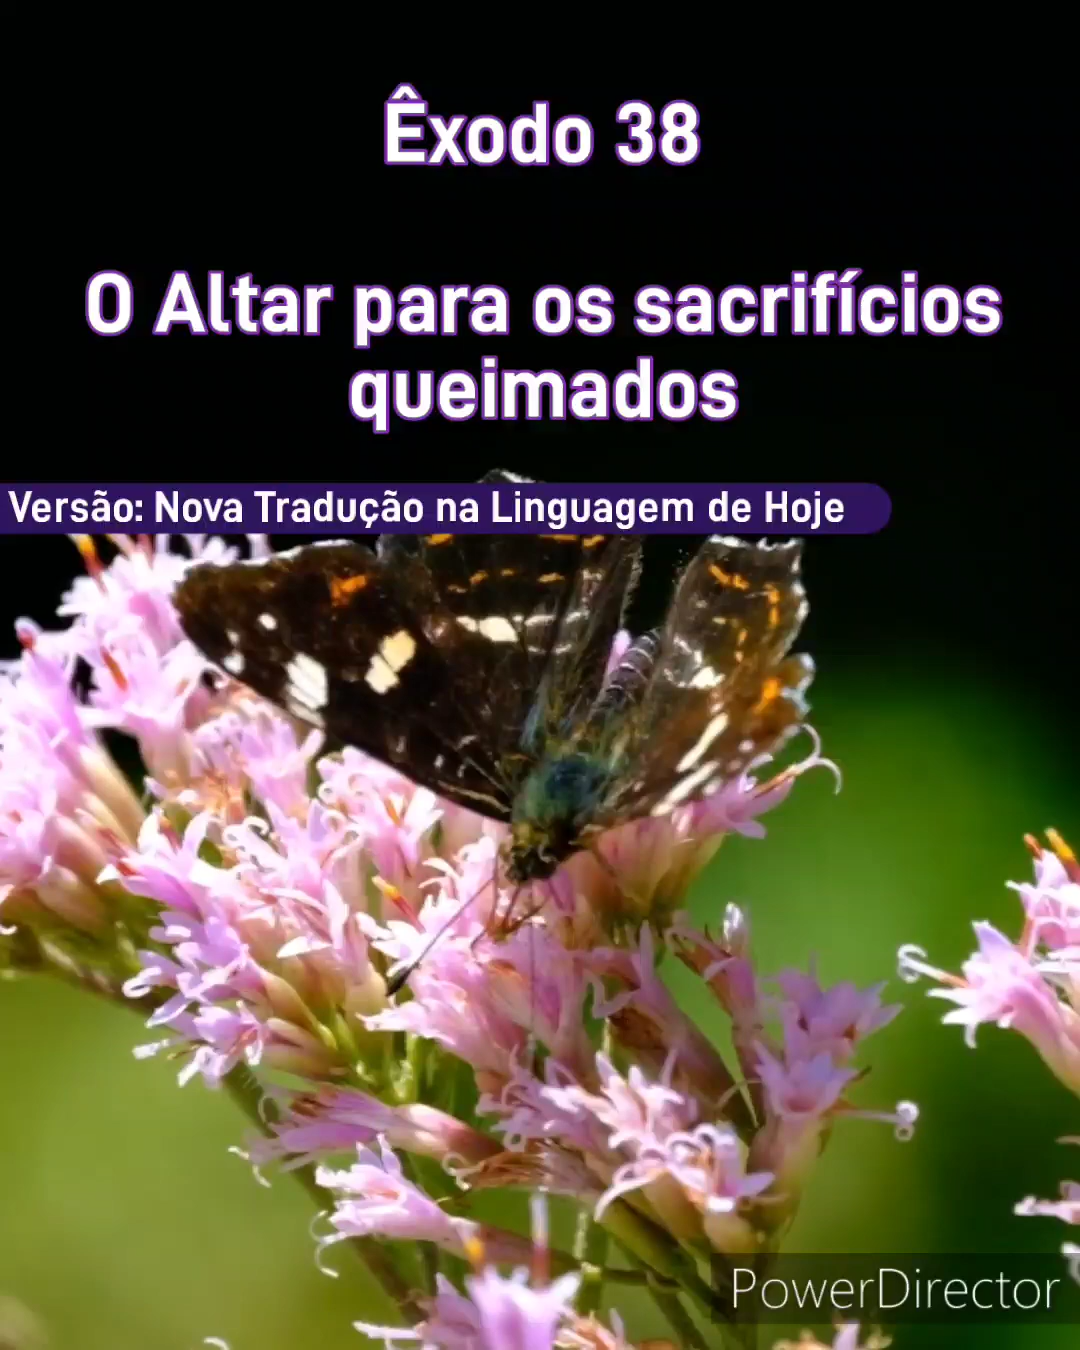 Êxodo 38
O Altar para os sacrifícios
queimados
Versão: Nova Tradução na Linguagem de Hoje
PowerDirector